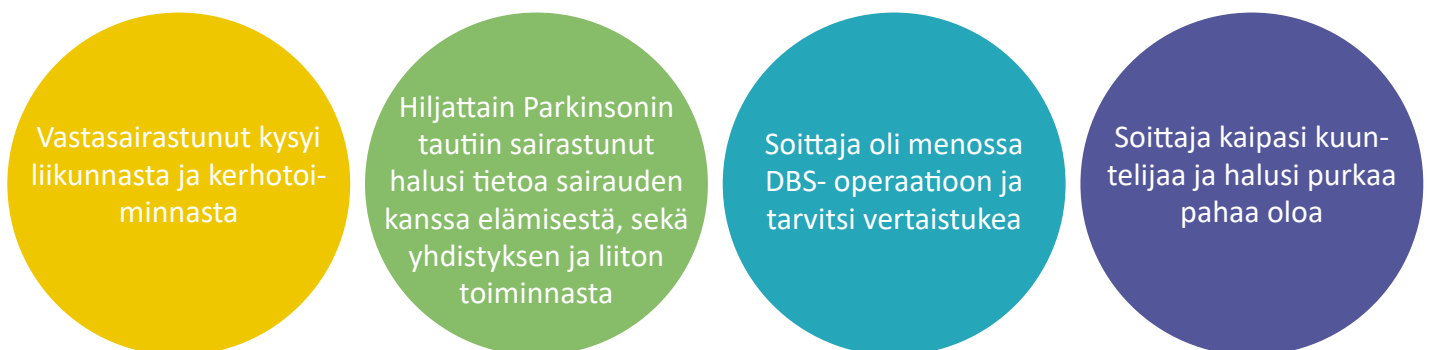 Vastasairastunut kysyi
liikunnasta ja kerhotoi-
minnasta
Hiljattain Parkinsonin
tautiin sairastunut
halusi tietoa sairauden
kanssa elämisestä, sekä
yhdistyksen ja liiton
toiminnasta
Soittaja oli menossa
DBS- operaatioon ja
tarvitsi vertaistukea
Soittaja kaipasi kuun-
telijaa ja halusi purkaa
pahaa oloa